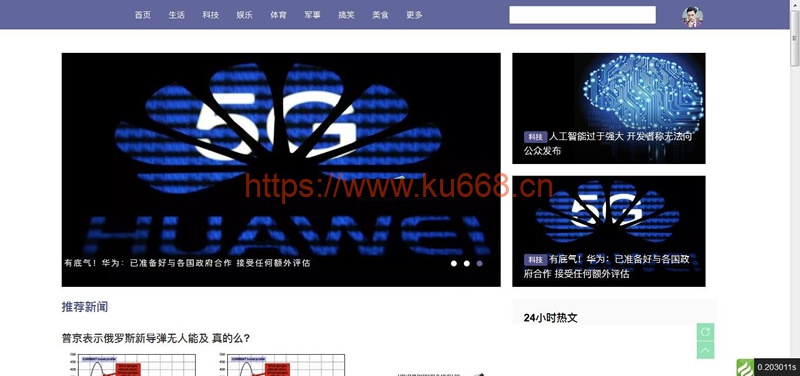 首页 生活 科技 娱乐 体育 军事 搞笑 美食 更多
5G
HUAWEI
有底气！华为：已准备好与各国政府合作 接受任何额外评估
科技 人工智能过于强大 开发者称无法向
公众发布
5G
科技 有底气！华为：已准备好与各国政
府合作 接受任何额外评估
https://www.ku668.cn
推荐新闻
24小时热文
普京表示俄罗斯新导弹无人能及 真的么?
0.203011s